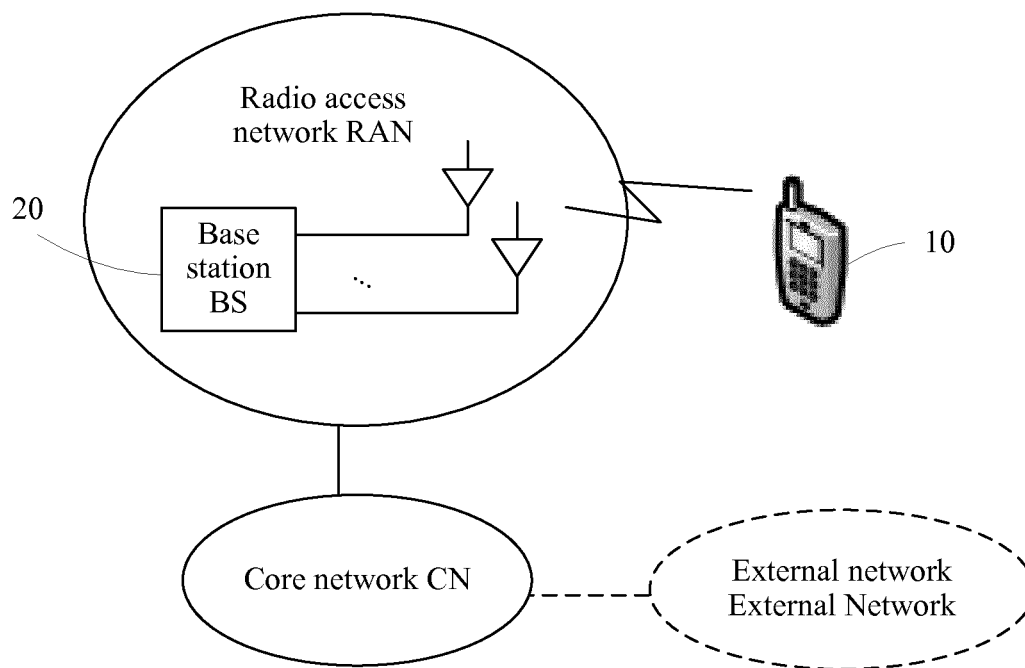 Radio access
network RAN
20
Base
station
BS
...
10
Core network CN
External network
External Network